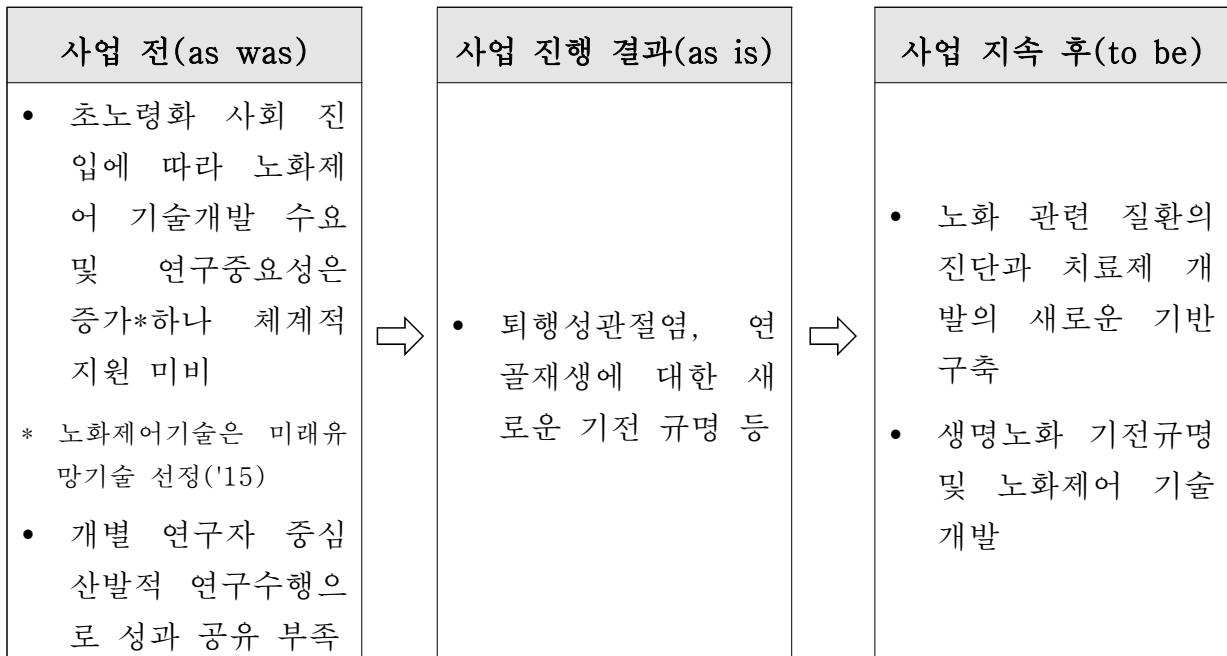 사업 전(as was)
• 초노령화 사회 진
입에 따라 노화제
어 기술개발 수요
및 연구중요성은
증가*하나 체계적
지원 미비
* 노화제어기술은 미래유
망기술 선정('15)
• 개별 연구자 중심
산발적 연구수행으
로 성과 공유 부족
사업 진행 결과(as is)
• 퇴행성관절염, 연
골재생에 대한 새
로운 기전 규명 등
사업 지속 후(to be)
• 노화 관련 질환의
진단과 치료제 개
발의 새로운 기반
구축
• 생명노화 기전규명
및 노화제어 기술
개발